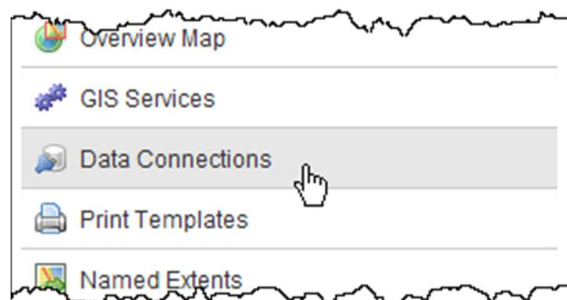 Overview Map
GIS Services
Data Connections
Print Templates
Named Extents